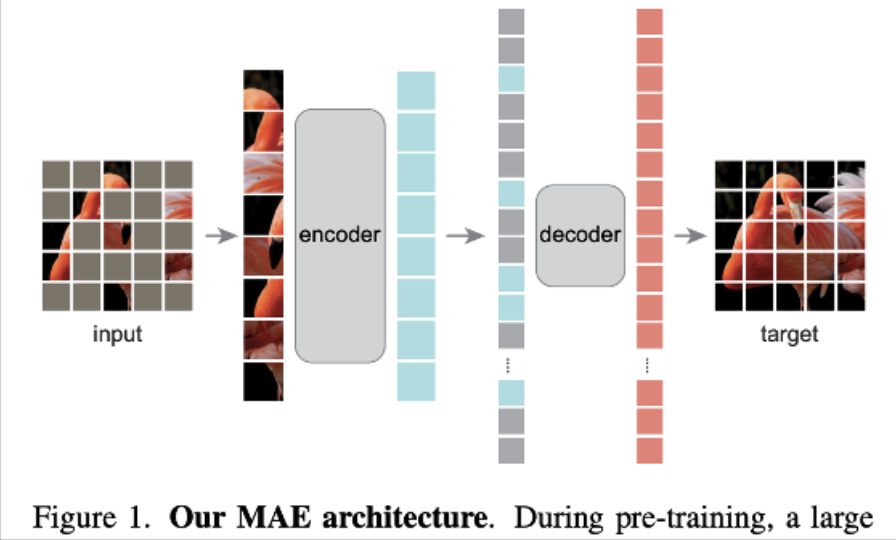 input
encoder
decoder
target
Figure 1. Our MAE architecture. During pre-training, a large